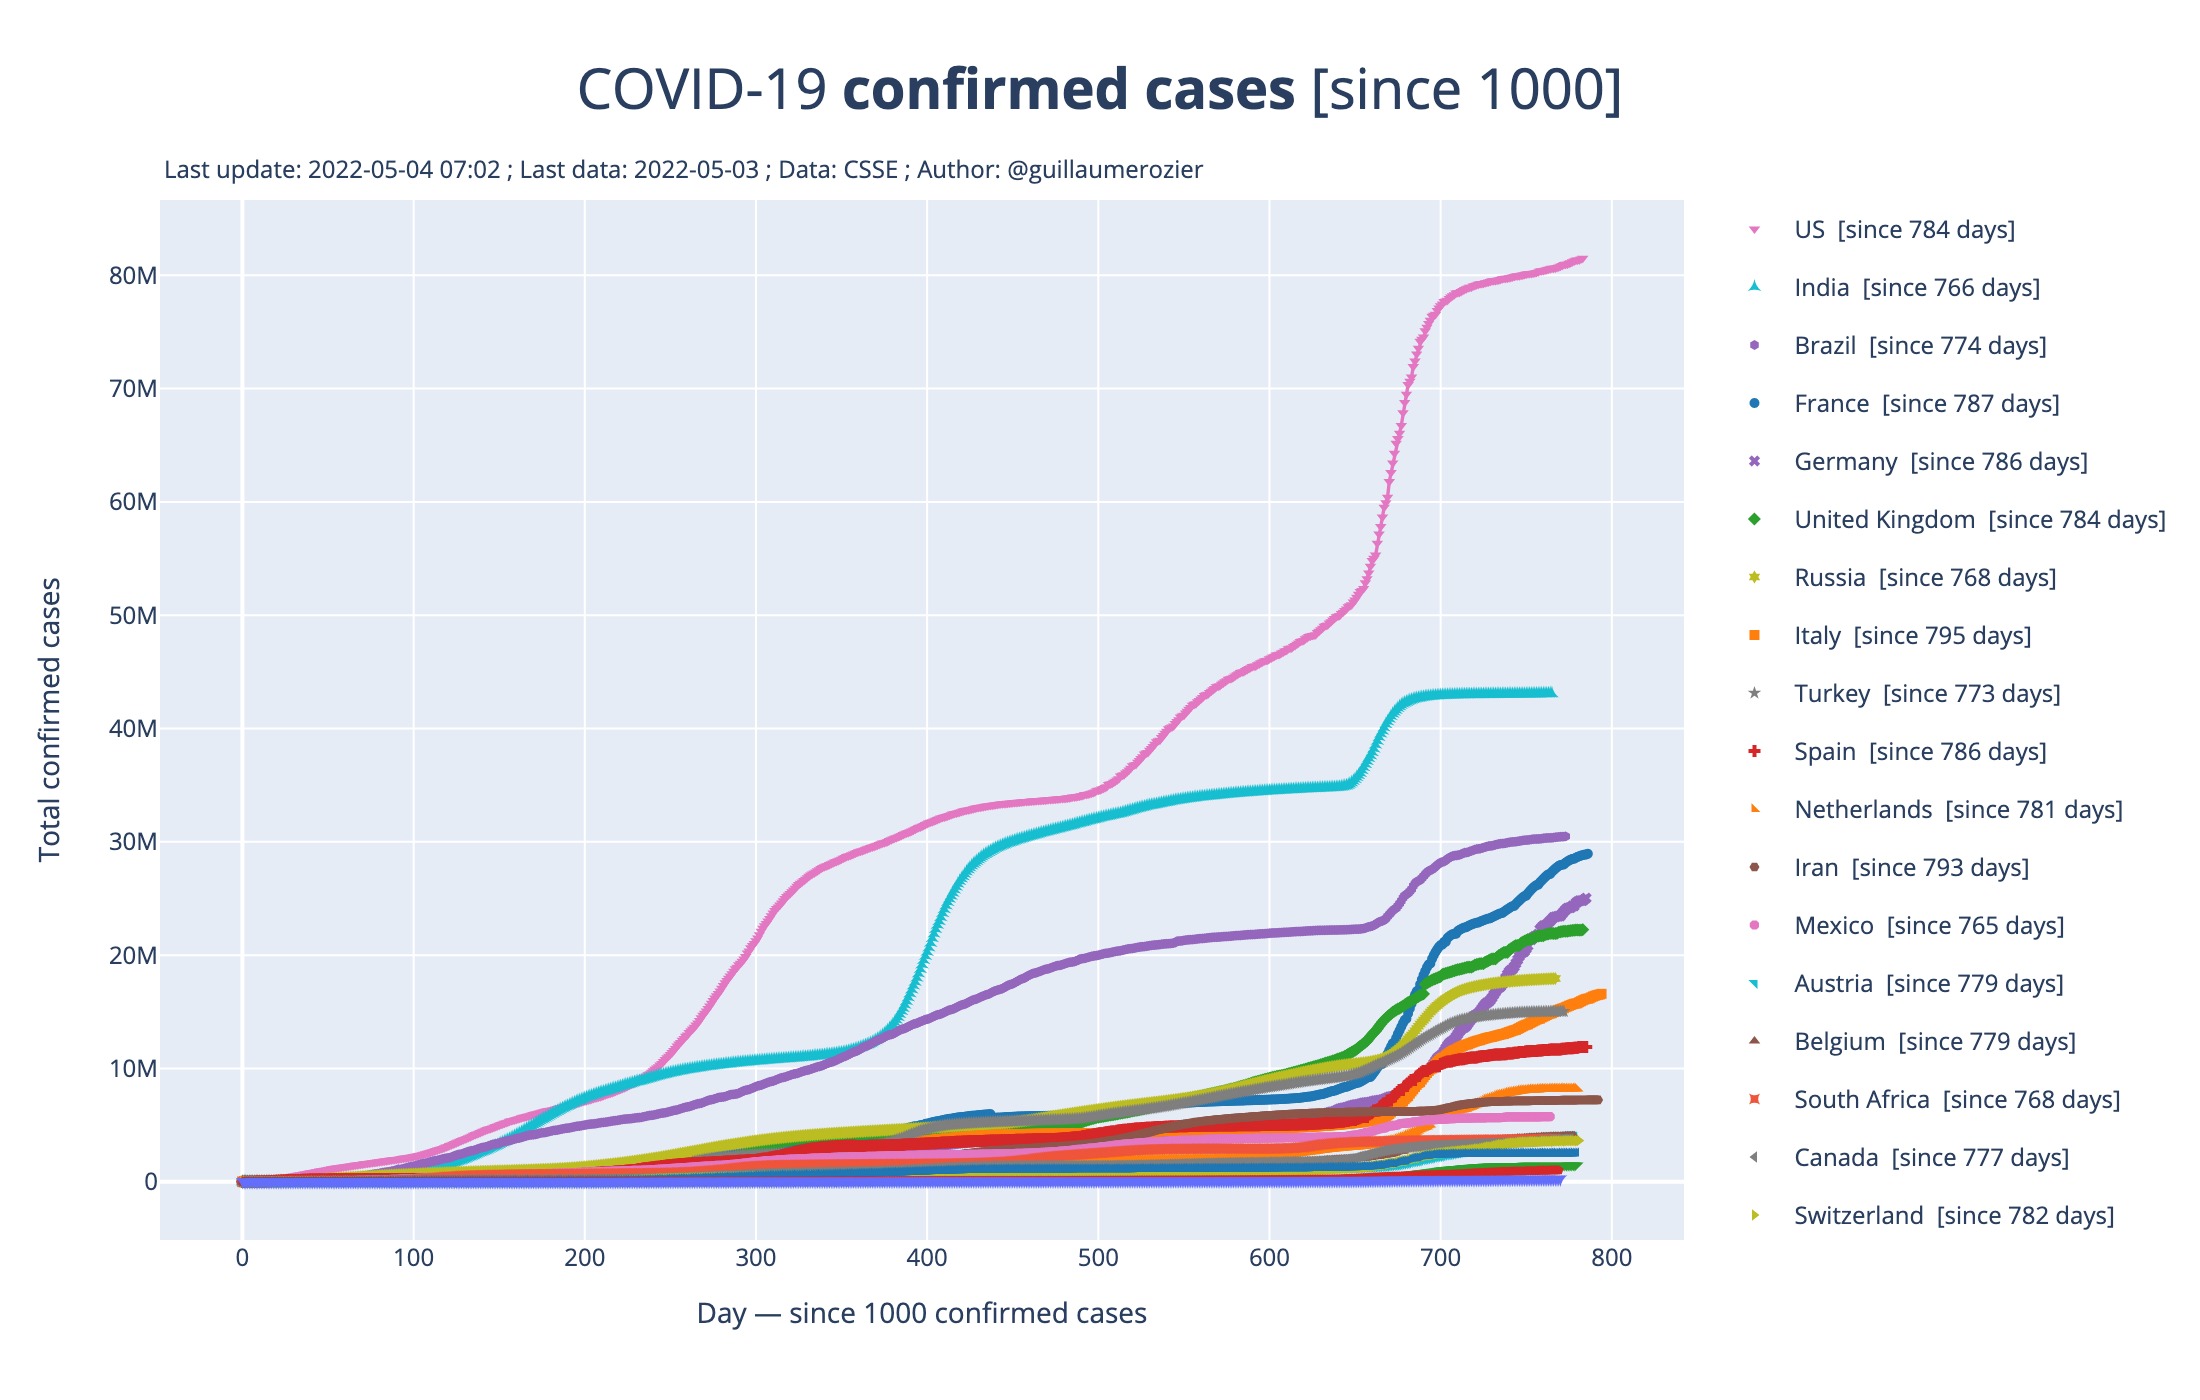 COVID-19 confirmed cases [since 1000]
Last update: 2022-05-04 07:02 ; Last data: 2022-05-03 ; Data: CSSE ; Author: @guillaumerozier
Total confirmed cases
80M
70M
60M
50M
40M
30M
20M
10M
0
0 100 200 300 400 500 600 700 800
Day — since 1000 confirmed cases
US [since 784 days]
India [since 766 days]
Brazil [since 774 days]
France [since 787 days]
Germany [since 786 days]
United Kingdom [since 784 days]
Russia [since 768 days]
Italy [since 795 days]
Turkey [since 773 days]
Spain [since 786 days]
Netherlands [since 781 days]
Iran [since 793 days]
Mexico [since 765 days]
Austria [since 779 days]
Belgium [since 779 days]
South Africa [since 768 days]
Canada [since 777 days]
Switzerland [since 782 days]